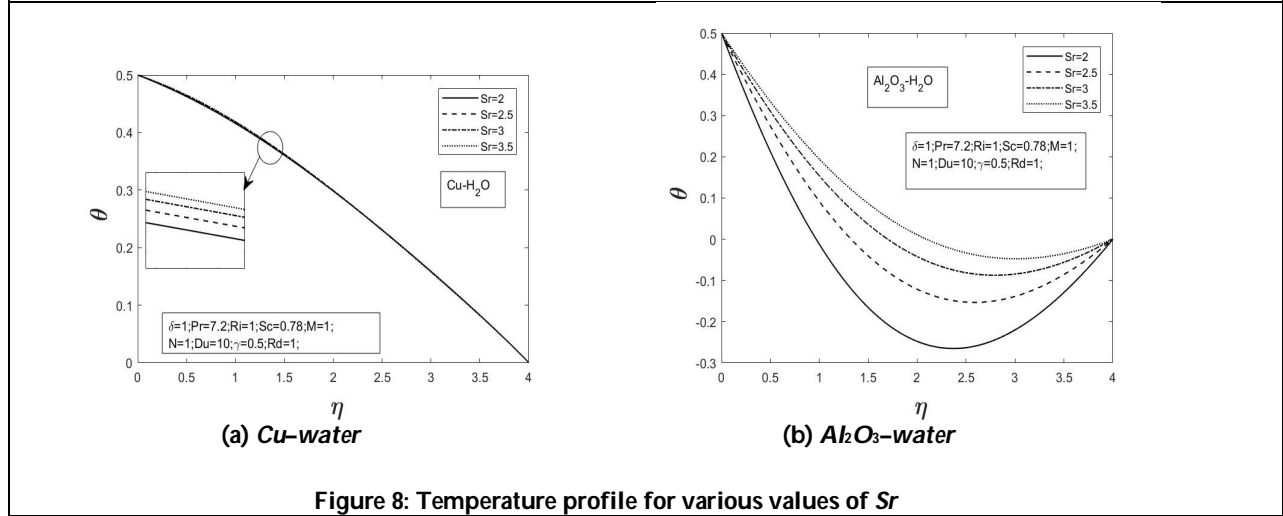 0.5
0.4
0.3
0.2
0.1
0
θ
0 0.5 1 1.5 2 2.5 3 3.5 4
η
Sr=2
Sr=2.5
Sr=3
Sr=3.5
Cu-H₂O
δ=1;Pr=7.2;Ri=1;Sc=0.78;M=1;
N=1;Du=10;γ=0.5;Rd=1;
(a) Cu–water
0.5
0.4
0.3
0.2
0.1
0
-0.1
-0.2
-0.3
θ
0 0.5 1 1.5 2 2.5 3 3.5 4
η
Al₂O₃-H₂O
Sr=2
Sr=2.5
Sr=3
Sr=3.5
δ=1;Pr=7.2;Ri=1;Sc=0.78;M=1;
N=1;Du=10;γ=0.5;Rd=1;
(b) Al₂O₃–water
Figure 8: Temperature profile for various values of Sr